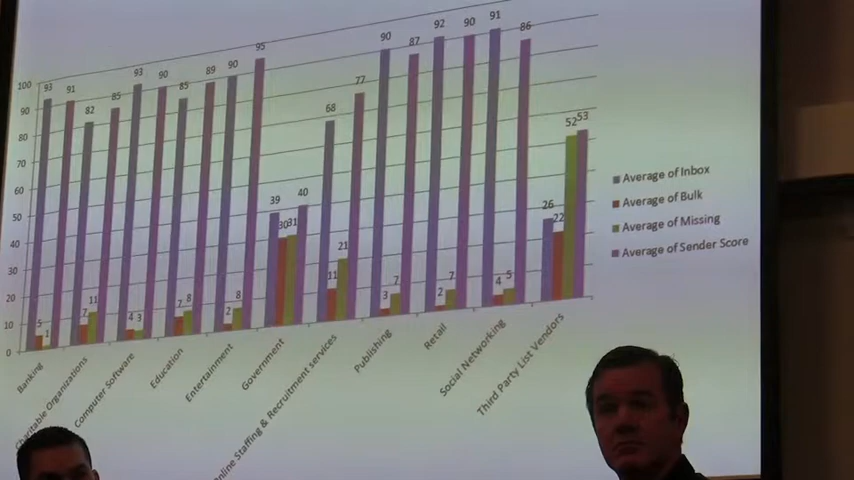 100
90
80
70
60
50
40
30
20
10
0
93 5 1 91
82 7 11 85
93 4 3 90
85 7 8 89
90 2 8 95
39 30 31 40
68 11 21 77
90 3 7 87
92 2 7 90
91 4 5 86
26 22 52 53
Banking
Charitable Organizations
Computer Software
Education
Entertainment
Government
Online Staffing & Recruitment services
Publishing
Retail
Social Networking
Third Party List Vendors
Average of Inbox
Average of Bulk
Average of Missing
Average of Sender Score